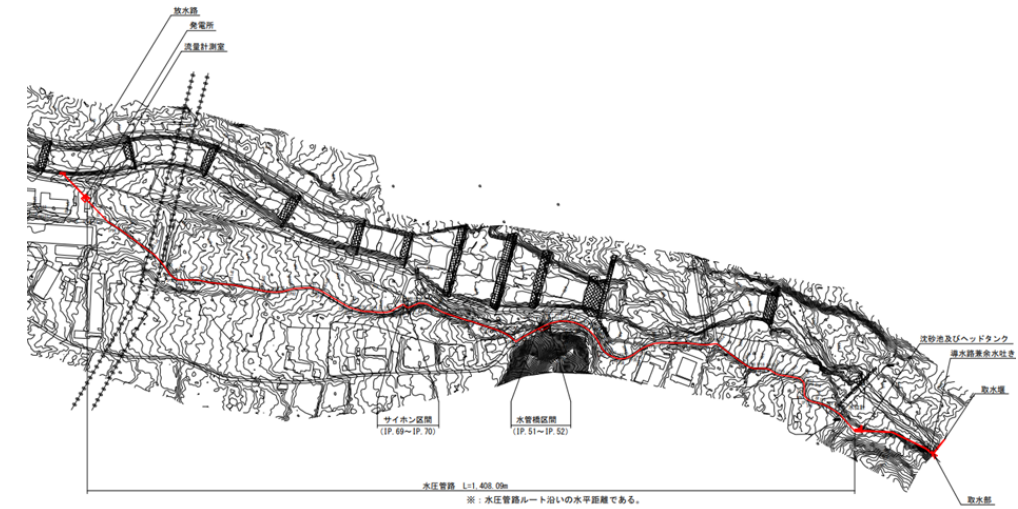 放水路
発電所
流量計測室
沈砂池及びヘッドタンク
導水路兼余水吐き
取水堰
サイホン区間
(IP.69～IP.70)
水管橋区間
(IP.51～IP.52)
水圧管路 L=1,408.09m
※：水圧管路ルート沿いの水平距離である。
取水部